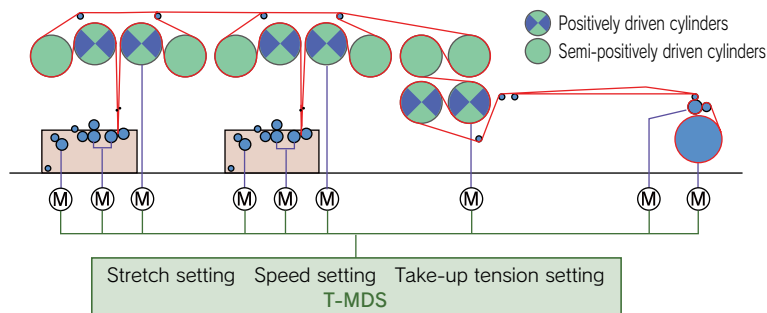 Positively driven cylinders
Semi-positively driven cylinders
M M M M M M M M M
Stretch setting Speed setting Take-up tension setting
T-MDS